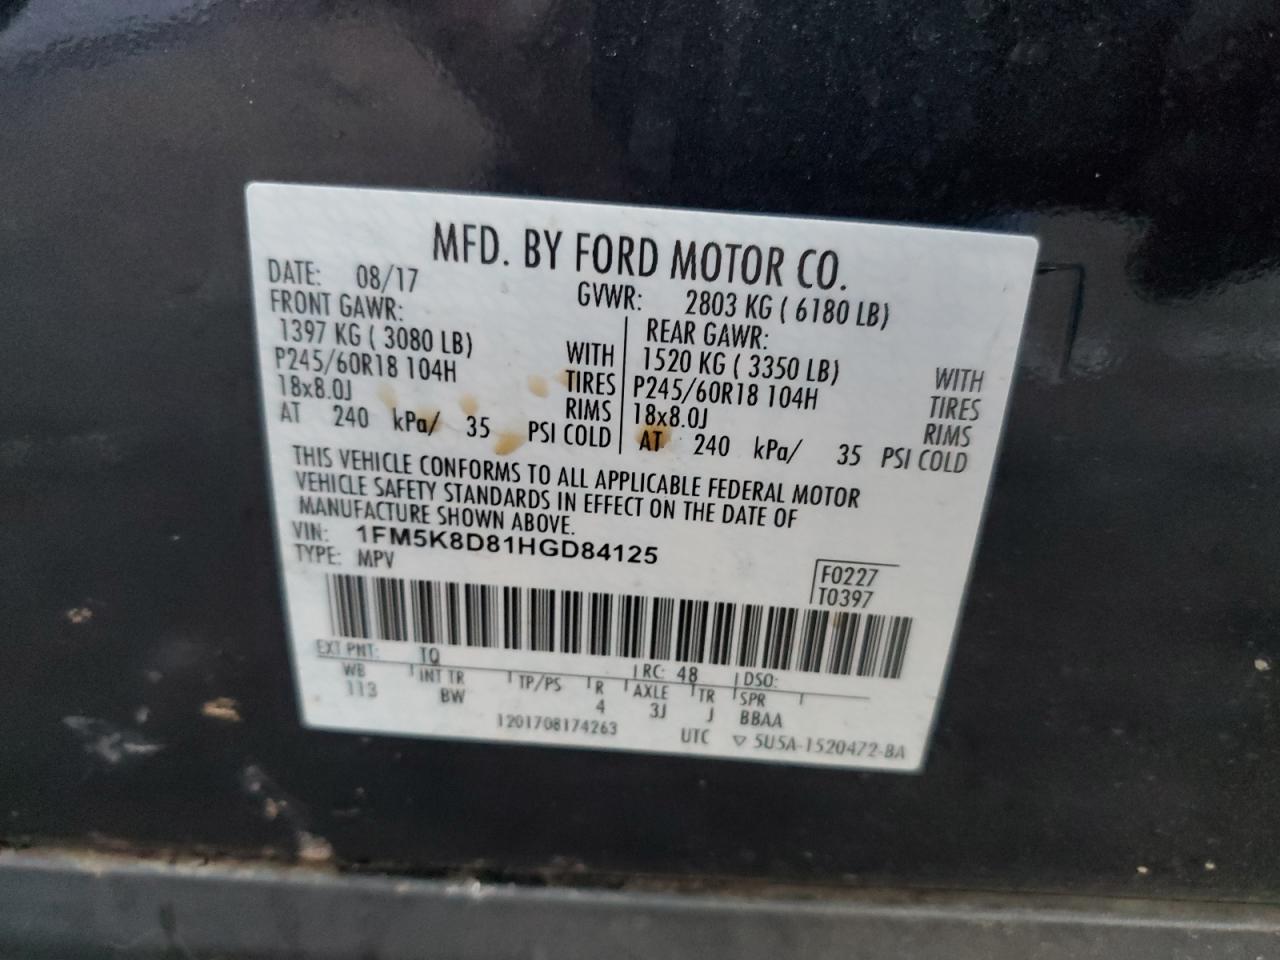 MFD. BY FORD MOTOR CO.
DATE: 08/17 GVWR: 2803 KG ( 6180 LB)
FRONT GAWR: REAR GAWR:
1397 KG ( 3080 LB) WITH 1520 KG ( 3350 LB) WITH
P245/60R18 104H TIRES P245/60R18 104H TIRES
18x8.0J RIMS 18x8.0J RIMS
AT 240 kPa/ 35 PSI COLD AT 240 kPa/ 35 PSI COLD
THIS VEHICLE CONFORMS TO ALL APPLICABLE FEDERAL MOTOR
VEHICLE SAFETY STANDARDS IN EFFECT ON THE DATE OF
MANUFACTURE SHOWN ABOVE.
VIN: 1FM5K8D81HGD84125
TYPE: MPV
F0227
T0397
EXT PNT: TQ RC: 48 DSO:
WB INT TR TP/PS R AXLE TR SPR
113 BW 4 3J J BBAA
1201708174263 UTC ▽ 5U5A-1520472-BA